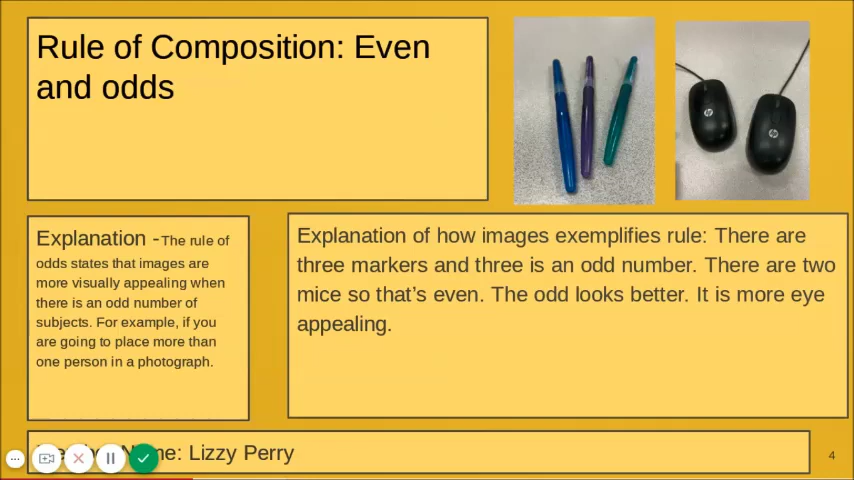 Rule of Composition: Even
and odds
Explanation -The rule of
odds states that images are
more visually appealing when
there is an odd number of
subjects. For example, if you
are going to place more than
one person in a photograph.
Explanation of how images exemplifies rule: There are
three markers and three is an odd number. There are two
mice so that’s even. The odd looks better. It is more eye
appealing.
Lizzy Perry
4